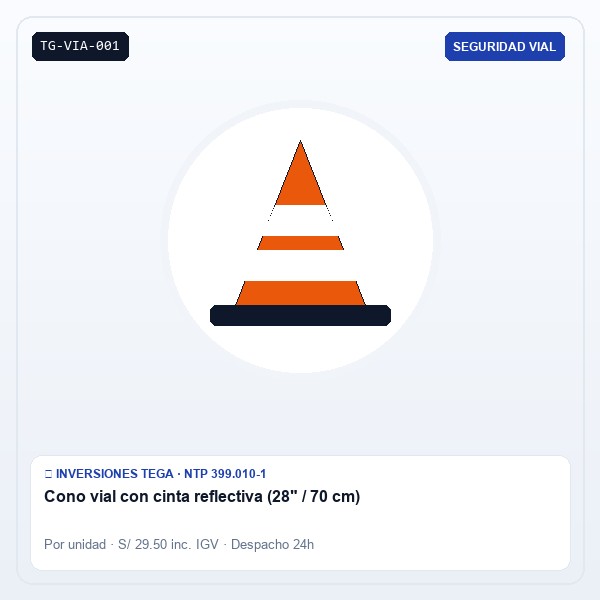 TG-VIA-001
SEGURIDAD VIAL
INVERSIONES TEGA · NTP 399.010-1
Cono vial con cinta reflectiva (28" / 70 cm)
Por unidad · S/ 29.50 inc. IGV · Despacho 24h